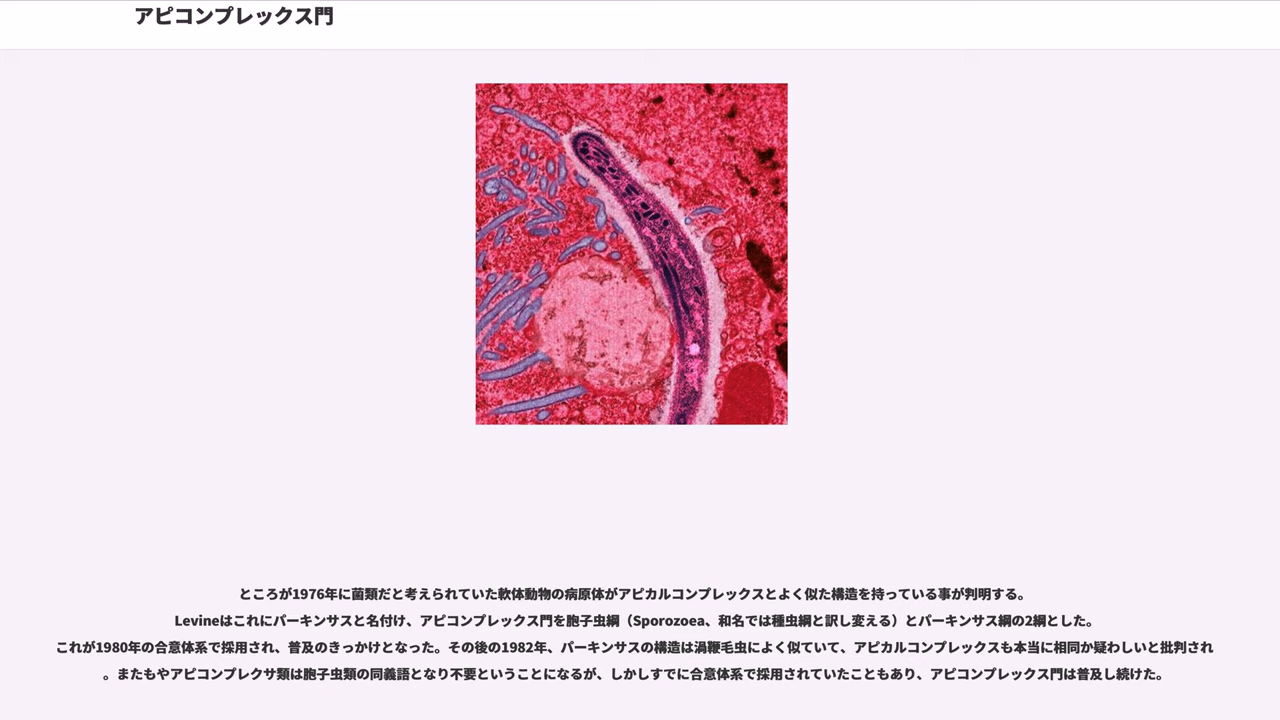 アピコンプレックス門
ところが1976年に菌類だと考えられていた軟体動物の病原体がアピカルコンプレックスとよく似た構造を持っている事が判明する。
Levineはこれにパーキンサスと名付け、アピコンプレックス門を胞子虫綱（Sporozoea、和名では種虫綱と訳し変える）とパーキンサス綱の2綱とした。
これが1980年の合意体系で採用され、普及のきっかけとなった。その後の1982年、パーキンサスの構造は渦鞭毛虫によく似ていて、アピカルコンプレックスも本当に相同か疑わしいと批判され
。またもやアピコンプレクサ類は胞子虫類の同義語となり不要ということになるが、しかしすでに合意体系で採用されていたこともあり、アピコンプレックス門は普及し続けた。